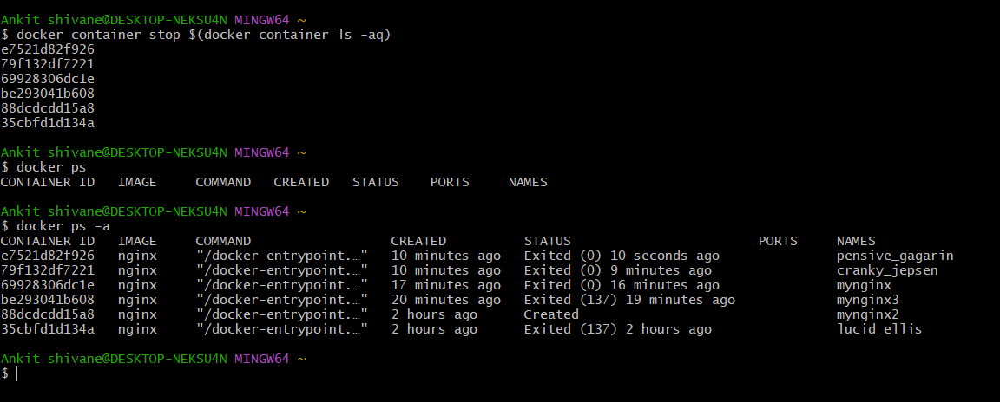 Ankit shivane@DESKTOP-NEKSU4N MINGW64 ~
$ docker container stop $(docker container ls -aq)
e7521d82f926
79f132df7221
69928306dc1e
be293041b608
88dcdcdd15a8
35cbfd1d134a
Ankit shivane@DESKTOP-NEKSU4N MINGW64 ~
$ docker ps
CONTAINER ID   IMAGE     COMMAND   CREATED   STATUS    PORTS     NAMES
Ankit shivane@DESKTOP-NEKSU4N MINGW64 ~
$ docker ps -a
CONTAINER ID   IMAGE     COMMAND                  CREATED          STATUS                        PORTS     NAMES
e7521d82f926   nginx     "/docker-entrypoint.…"   10 minutes ago   Exited (0) 10 seconds ago               pensive_gagarin
79f132df7221   nginx     "/docker-entrypoint.…"   10 minutes ago   Exited (0) 9 minutes ago                cranky_jepsen
69928306dc1e   nginx     "/docker-entrypoint.…"   17 minutes ago   Exited (0) 16 minutes ago               mynginx
be293041b608   nginx     "/docker-entrypoint.…"   20 minutes ago   Exited (137) 19 minutes ago             mynginx3
88dcdcdd15a8   nginx     "/docker-entrypoint.…"   2 hours ago      Created                                 mynginx2
35cbfd1d134a   nginx     "/docker-entrypoint.…"   2 hours ago      Exited (137) 2 hours ago                lucid_ellis
Ankit shivane@DESKTOP-NEKSU4N MINGW64 ~
$